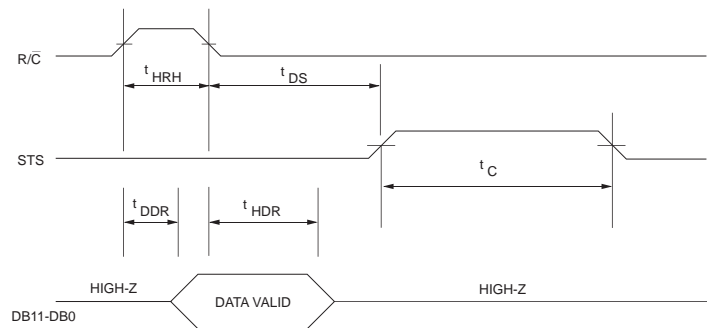 R/C̅
t HRH
t DS
STS
t C
t DDR
t HDR
HIGH-Z
DATA VALID
HIGH-Z
DB11-DB0